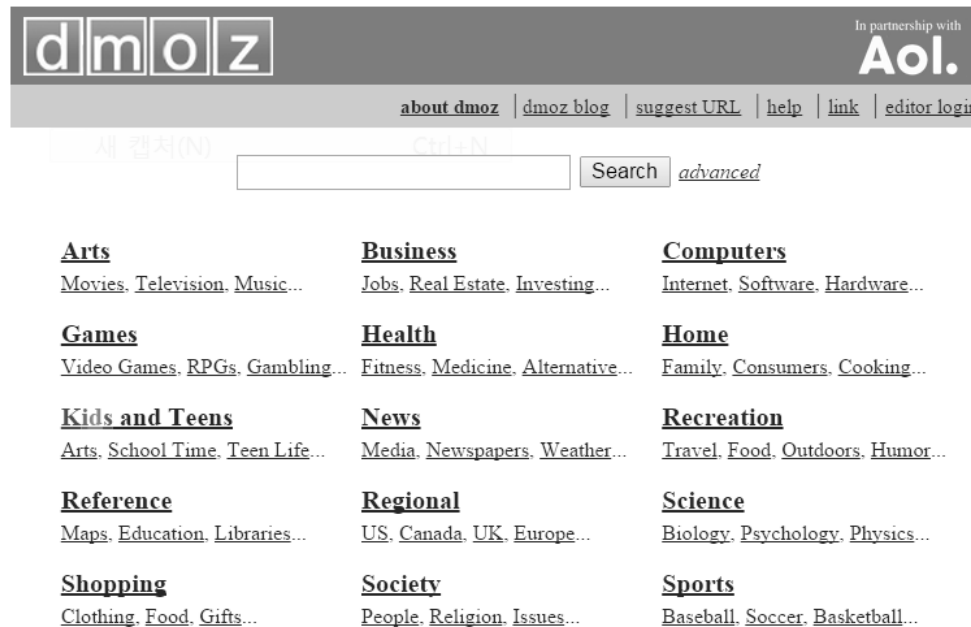 dmoz
In partnership with
Aol.
about dmoz | dmoz blog | suggest URL | help | link | editor login
새 캡처(N) Ctrl+N
Search advanced
Arts Business Computers
Movies, Television, Music... Jobs, Real Estate, Investing... Internet, Software, Hardware...
Games Health Home
Video Games, RPGs, Gambling... Fitness, Medicine, Alternative... Family, Consumers, Cooking...
Kids and Teens News Recreation
Arts, School Time, Teen Life... Media, Newspapers, Weather... Travel, Food, Outdoors, Humor...
Reference Regional Science
Maps, Education, Libraries... US, Canada, UK, Europe... Biology, Psychology, Physics...
Shopping Society Sports
Clothing, Food, Gifts... People, Religion, Issues... Baseball, Soccer, Basketball...